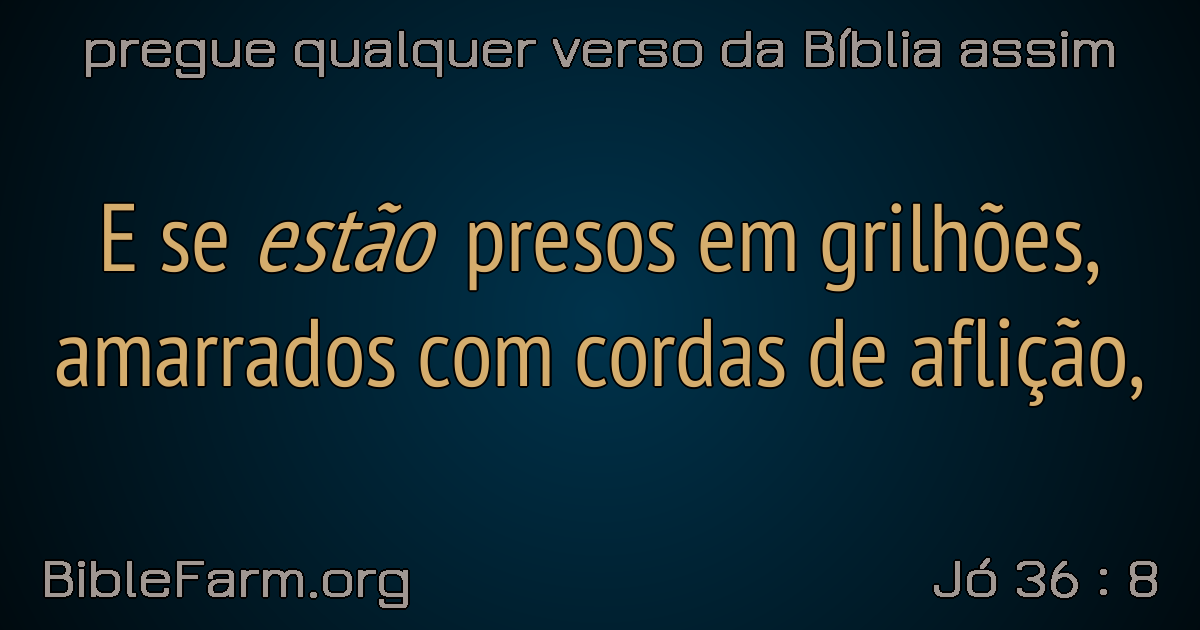 pregue qualquer verso da Bíblia assim
E se estão presos em grilhões,
amarrados com cordas de aflição,
BibleFarm.org
Jó 36 : 8